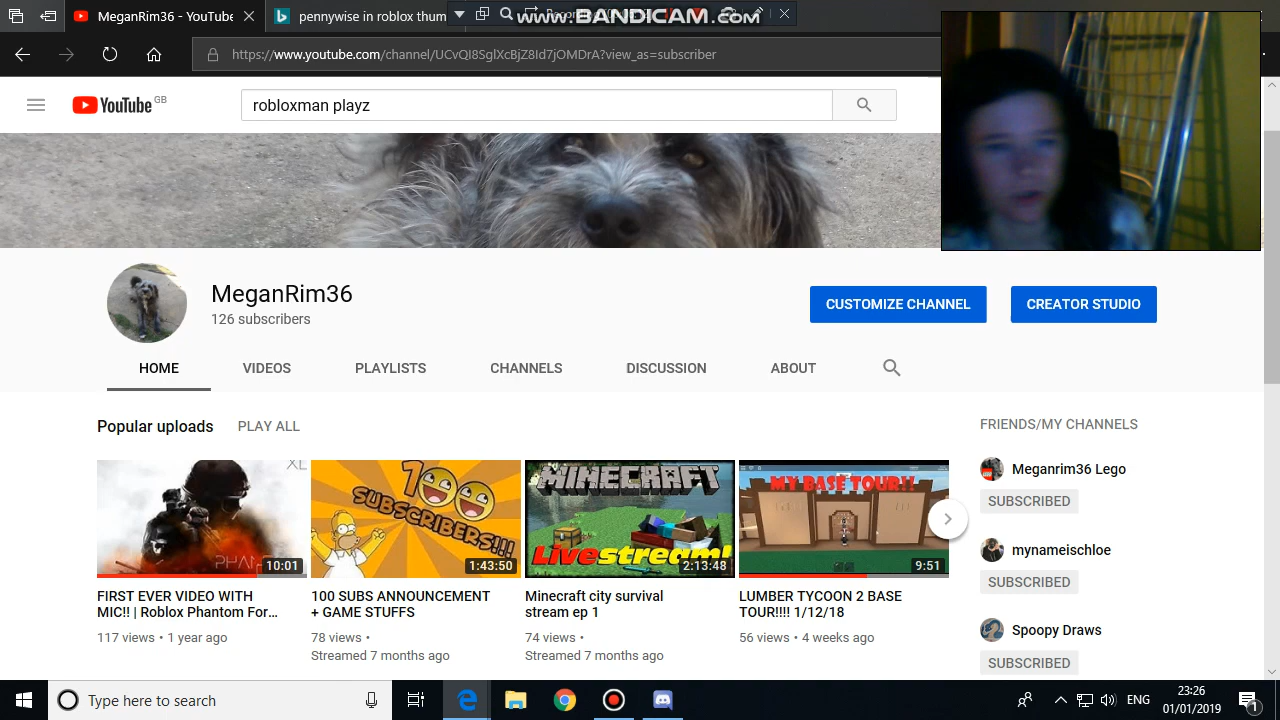 MeganRim36 - YouTube
pennywise in roblox thum
www.BANDICAM.com
https://www.youtube.com/channel/UCvQI8SglXcBjZ8Id7jOMDrA?view_as=subscriber
YouTube GB
robloxman playz
MeganRim36
126 subscribers
CUSTOMIZE CHANNEL
CREATOR STUDIO
HOME
VIDEOS
PLAYLISTS
CHANNELS
DISCUSSION
ABOUT
Popular uploads
PLAY ALL
FRIENDS/MY CHANNELS
XL
PHAN
10:01
100
SUBSCRIBERS!!!
1:43:50
MINECRAFT
Livestream!
2:13:48
MY BASE TOUR!!
9:51
FIRST EVER VIDEO WITH
MIC!! | Roblox Phantom For...
117 views • 1 year ago
100 SUBS ANNOUNCEMENT
+ GAME STUFFS
78 views •
Streamed 7 months ago
Minecraft city survival
stream ep 1
74 views •
Streamed 7 months ago
LUMBER TYCOON 2 BASE
TOUR!!!! 1/12/18
56 views • 4 weeks ago
Meganrim36 Lego
SUBSCRIBED
mynameischloe
SUBSCRIBED
Spoopy Draws
SUBSCRIBED
Type here to search
ENG
23:26
01/01/2019
1